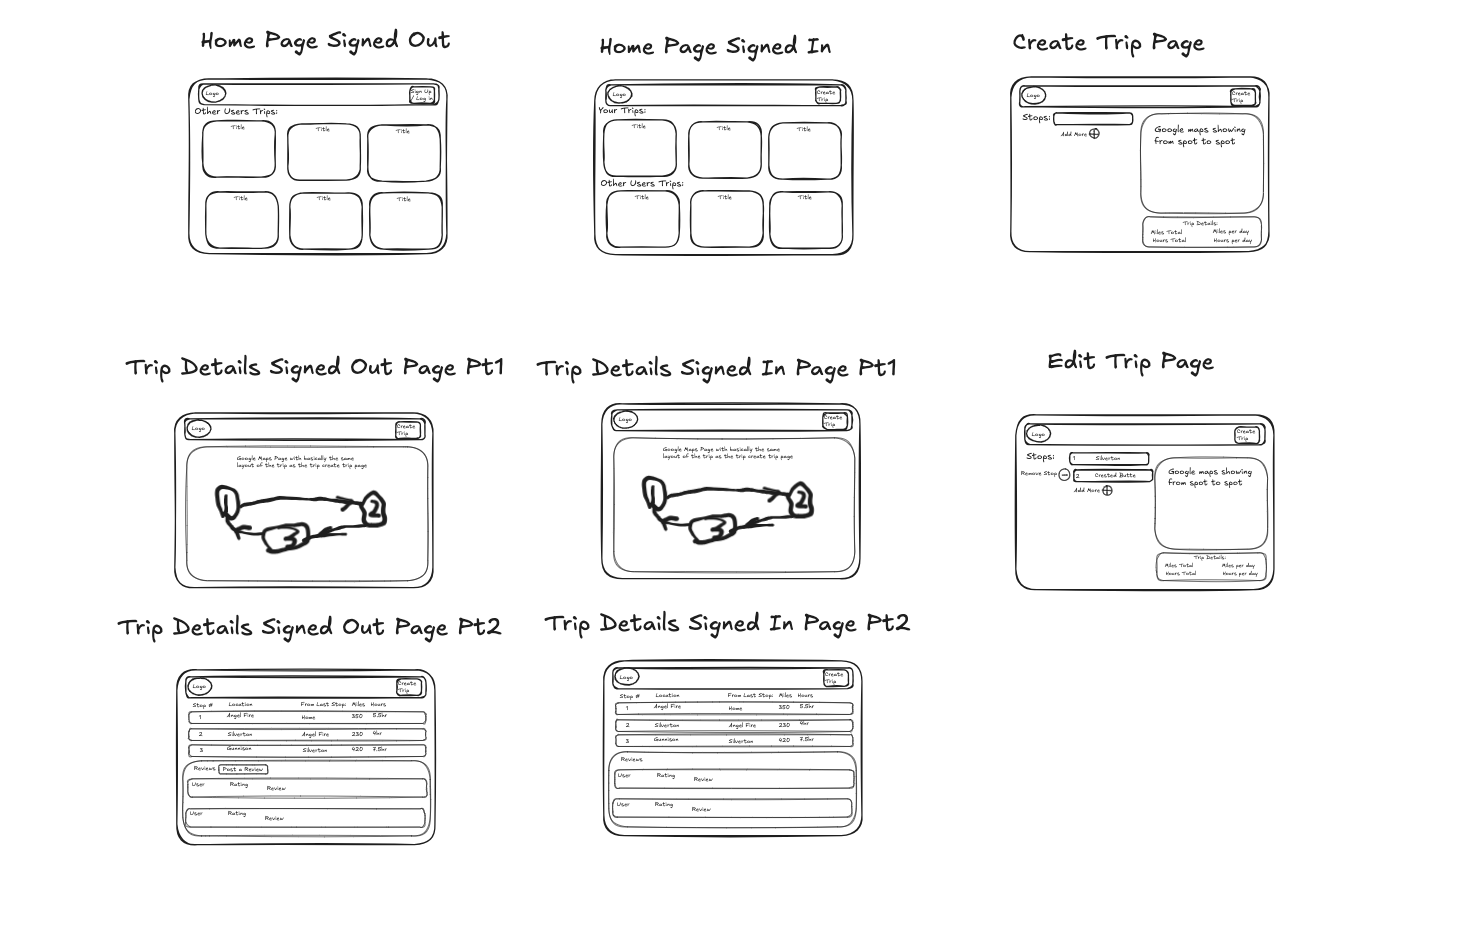 Home Page Signed Out
Logo
Sign Up
/ Log in
Other Users Trips:
Title
Title
Title
Title
Title
Title
Home Page Signed In
Logo
Create
Trip
Your Trips:
Title
Title
Title
Other Users Trips:
Title
Title
Title
Create Trip Page
Logo
Create
Trip
Stops:
Add More
Google maps showing
from spot to spot
Trip Details:
Miles Total Miles per day
Hours Total Hours per day
Trip Details Signed Out Page Pt1
Logo
Create
Trip
Google Maps Page with basically the same
layout of the trip as the trip create trip page
1
2
3
Trip Details Signed In Page Pt1
Logo
Create
Trip
Google Maps Page with basically the same
layout of the trip as the trip create trip page
1
2
3
Edit Trip Page
Logo
Create
Trip
Stops:
1 Silverton
Remove Stop
2 Crested Butte
Add More
Google maps showing
from spot to spot
Trip Details:
Miles Total Miles per day
Hours Total Hours per day
Trip Details Signed Out Page Pt2
Logo
Create
Trip
Stop # Location From Last Stop: Miles Hours
1 Angel Fire Home 350 5.5hr
2 Silverton Angel Fire 230 4hr
3 Gunnison Silverton 420 7.5hr
Reviews Post a Review
User Rating Review
User Rating Review
Trip Details Signed In Page Pt2
Logo
Create
Trip
Stop # Location From Last Stop: Miles Hours
1 Angel Fire Home 350 5.5hr
2 Silverton Angel Fire 230 4hr
3 Gunnison Silverton 420 7.5hr
Reviews
User Rating Review
User Rating Review